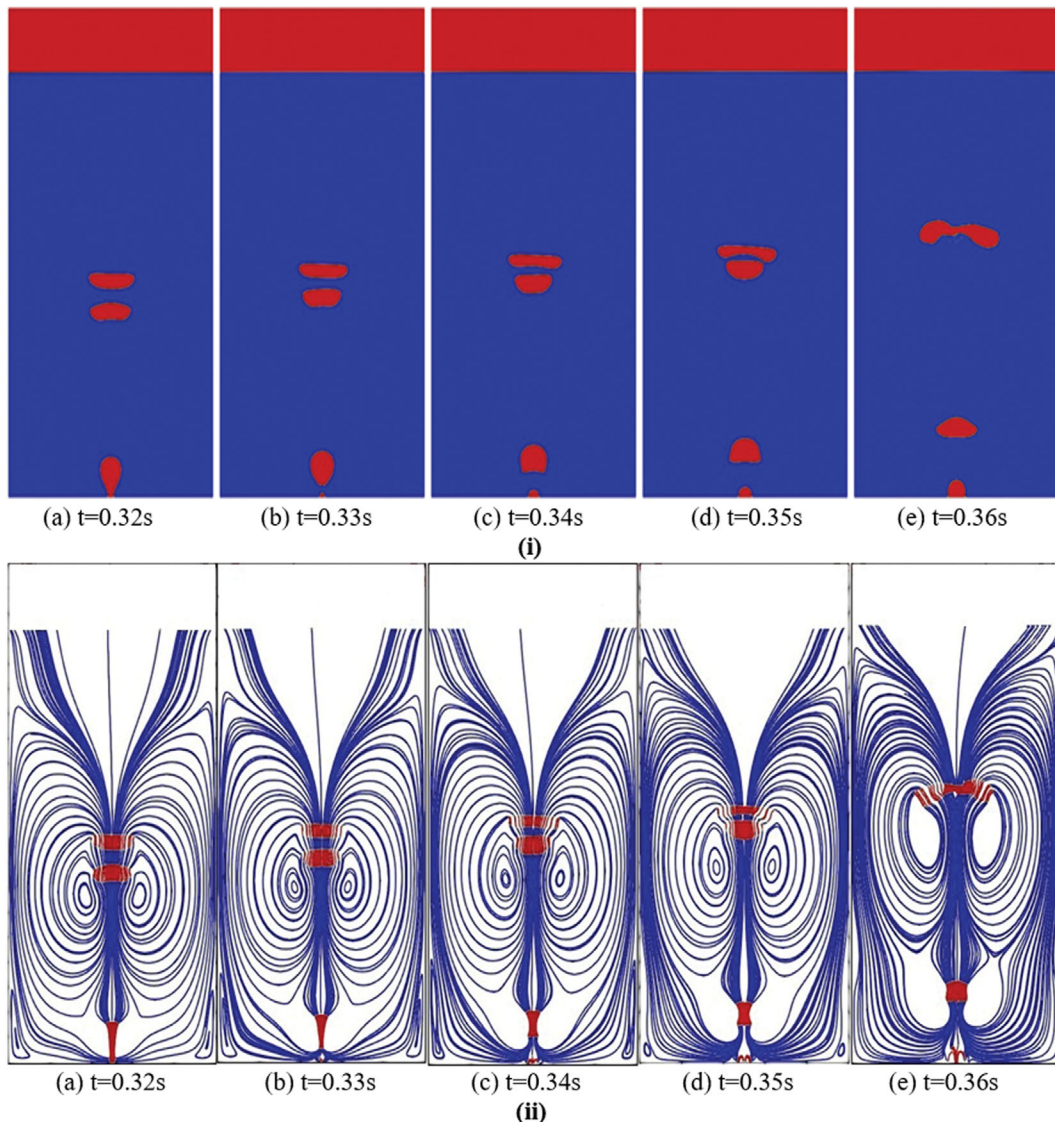 (a) t=0.32s (b) t=0.33s (c) t=0.34s (d) t=0.35s (e) t=0.36s
(i)
(a) t=0.32s (b) t=0.33s (c) t=0.34s (d) t=0.35s (e) t=0.36s
(ii)